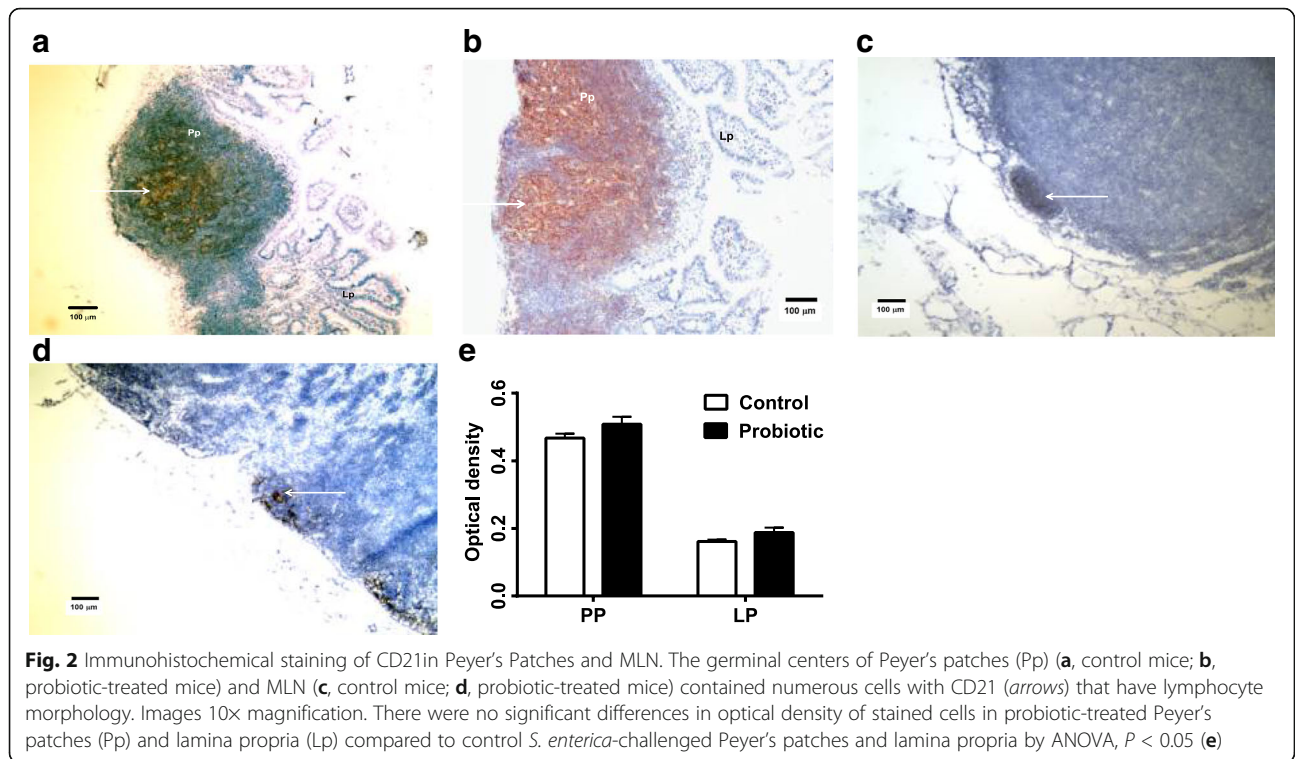 a
b
c
Pp
Lp
100 μm
Pp
Lp
100 μm
100 μm
d
100 μm
e
Optical density
0.6
0.4
0.2
0.0
Control
Probiotic
PP
LP
Fig. 2 Immunohistochemical staining of CD21in Peyer's Patches and MLN. The germinal centers of Peyer's patches (Pp) (a, control mice; b,
probiotic-treated mice) and MLN (c, control mice; d, probiotic-treated mice) contained numerous cells with CD21 (arrows) that have lymphocyte
morphology. Images 10× magnification. There were no significant differences in optical density of stained cells in probiotic-treated Peyer's
patches (Pp) and lamina propria (Lp) compared to control S. enterica-challenged Peyer's patches and lamina propria by ANOVA, P < 0.05 (e)